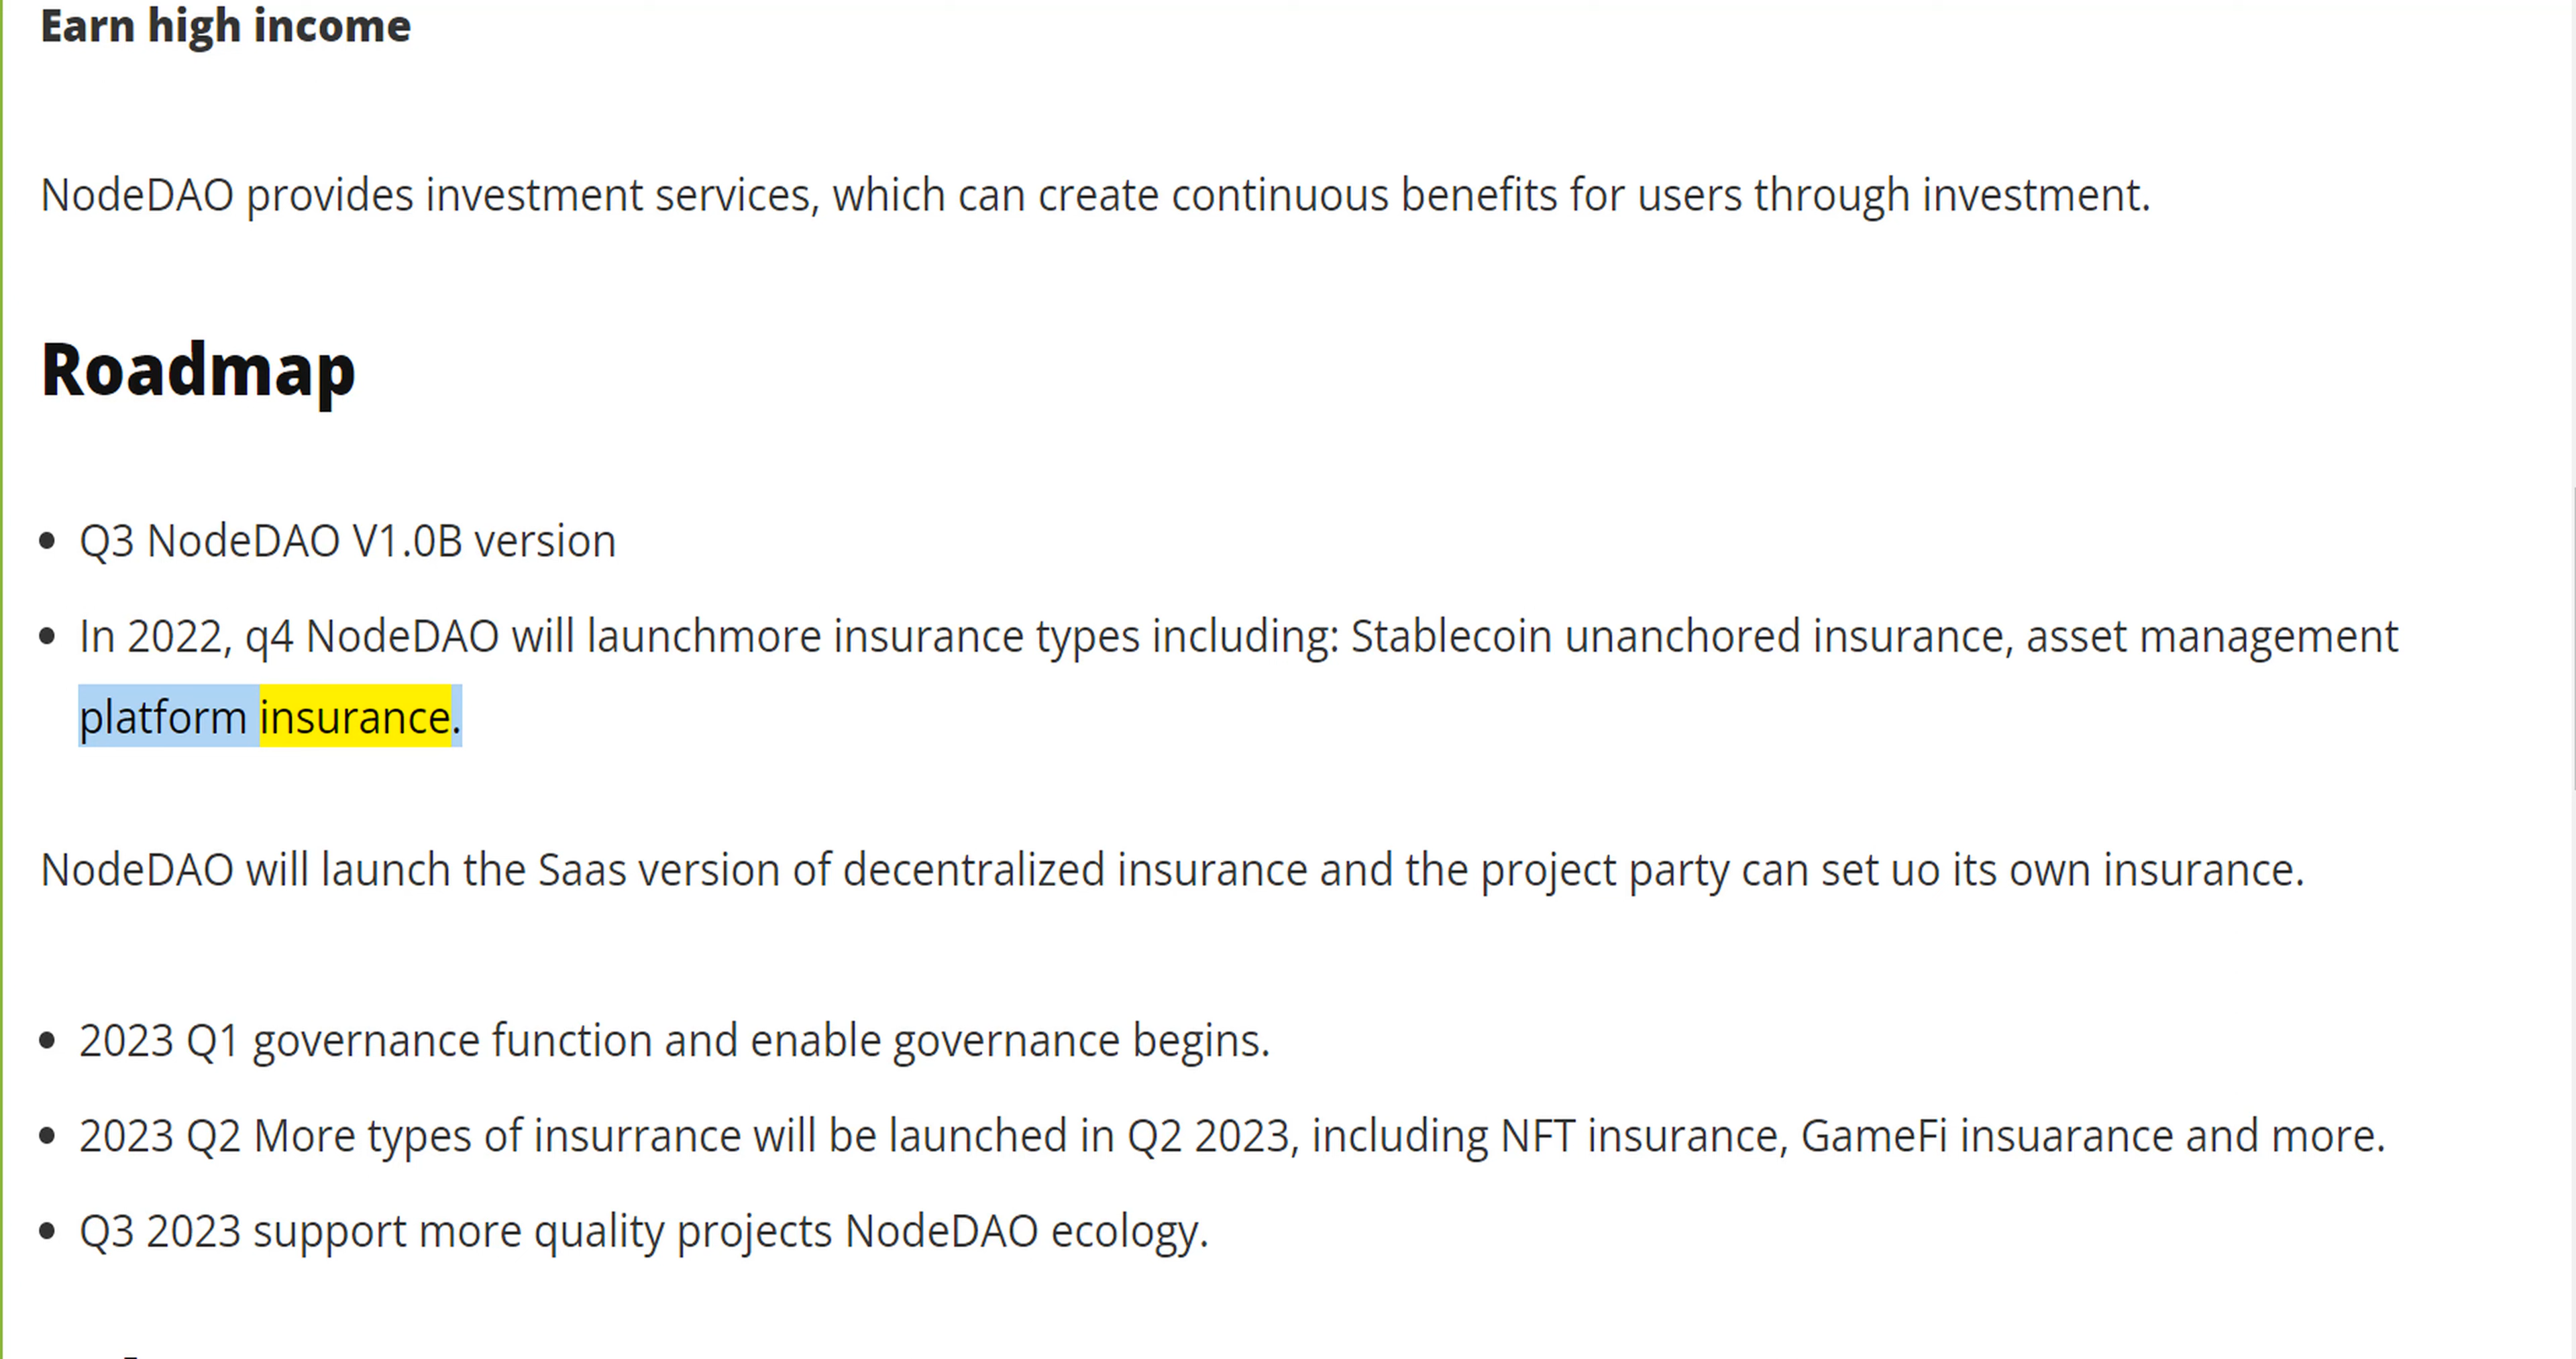 Earn high income
NodeDAO provides investment services, which can create continuous benefits for users through investment.
Roadmap
• Q3 NodeDAO V1.0B version
• In 2022, q4 NodeDAO will launchmore insurance types including: Stablecoin unanchored insurance, asset management
platform insurance.
NodeDAO will launch the Saas version of decentralized insurance and the project party can set uo its own insurance.
• 2023 Q1 governance function and enable governance begins.
• 2023 Q2 More types of insurrance will be launched in Q2 2023, including NFT insurance, GameFi insuarance and more.
• Q3 2023 support more quality projects NodeDAO ecology.